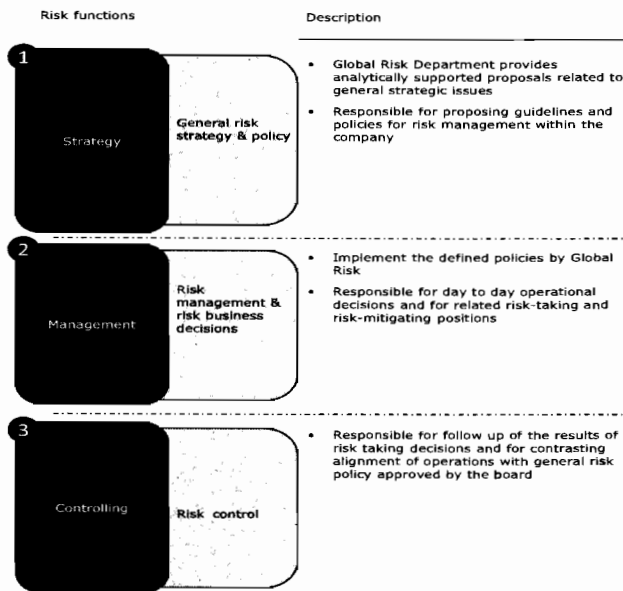 Risk functions
Description
1
Strategy
General risk
strategy & policy
• Global Risk Department provides
analytically supported proposals related to
general strategic issues
• Responsible for proposing guidelines and
policies for risk management within the
company
2
Management
Risk
management &
risk business
decisions
• Implement the defined policies by Global
Risk
• Responsible for day to day operational
decisions and for related risk-taking and
risk-mitigating positions
3
Controlling
Risk control
• Responsible for follow up of the results of
risk taking decisions and for contrasting
alignment of operations with general risk
policy approved by the board